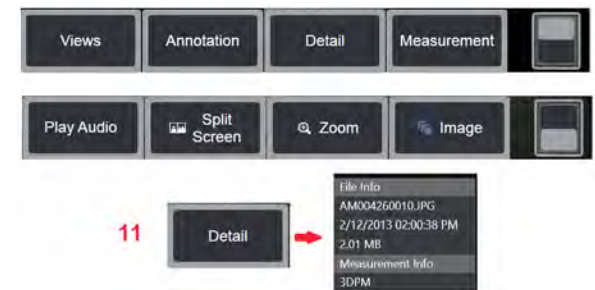 Views
Annotation
Detail
Measurement
Play Audio
Split
Screen
Zoom
Image
11
Detail
File Info
AM004260010.JPG
2/12/2013 02:00:38 PM
2.01 MB
Measurement Info
3DPM